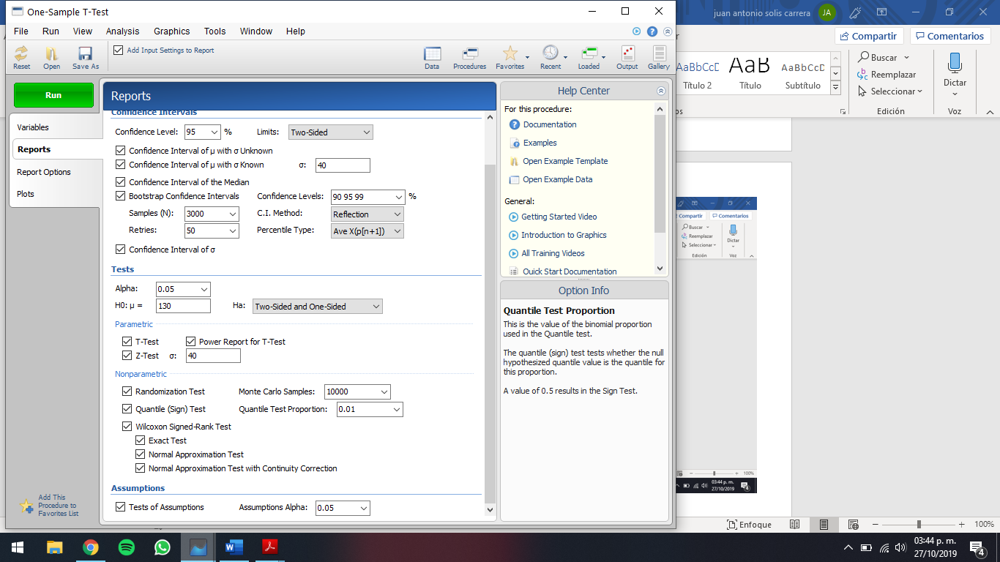 One-Sample T-Test
juan antonio solis carrera JA
File Run View Analysis Graphics Tools Window Help
Compartir Comentarios
Reset Open Save As
Add Input Settings to Report
Data Procedures Favorites Recent Loaded Output Gallery
AaBbCcD AaB AaBbCcD
Título 2 Título Subtítulo
Buscar
Reemplazar
Seleccionar
Edición
Dictar
Voz
Run
Variables
Reports
Report Options
Plots
Add This
Procedure to
Favorites List
Reports
Confidence Intervals
Confidence Level: 95 % Limits: Two-Sided
Confidence Interval of μ with σ Unknown
Confidence Interval of μ with σ Known σ: 40
Confidence Interval of the Median
Bootstrap Confidence Intervals Confidence Levels: 90 95 99 %
Samples (N): 3000 C.I. Method: Reflection
Retries: 50 Percentile Type: Ave X(p[n+1])
Confidence Interval of σ
Tests
Alpha: 0.05
H0: μ = 130 Ha: Two-Sided and One-Sided
Parametric
T-Test Power Report for T-Test
Z-Test σ: 40
Nonparametric
Randomization Test Monte Carlo Samples: 10000
Quantile (Sign) Test Quantile Test Proportion: 0.01
Wilcoxon Signed-Rank Test
Exact Test
Normal Approximation Test
Normal Approximation Test with Continuity Correction
Assumptions
Tests of Assumptions Assumptions Alpha: 0.05
Help Center
For this procedure:
Documentation
Examples
Open Example Template
Open Example Data
General:
Getting Started Video
Introduction to Graphics
All Training Videos
Quick Start Documentation
Option Info
Quantile Test Proportion
This is the value of the binomial proportion
used in the Quantile test.
The quantile (sign) test tests whether the null
hypothesized quantile value is the quantile for
this proportion.
A value of 0.5 results in the Sign Test.
Compartir Comentarios
Buscar
Reemplazar
Seleccionar
Dictar
Edición Voz
100%
03:44 p. m.
27/10/2019
4
Enfoque 100%
03:44 p. m.
27/10/2019
4